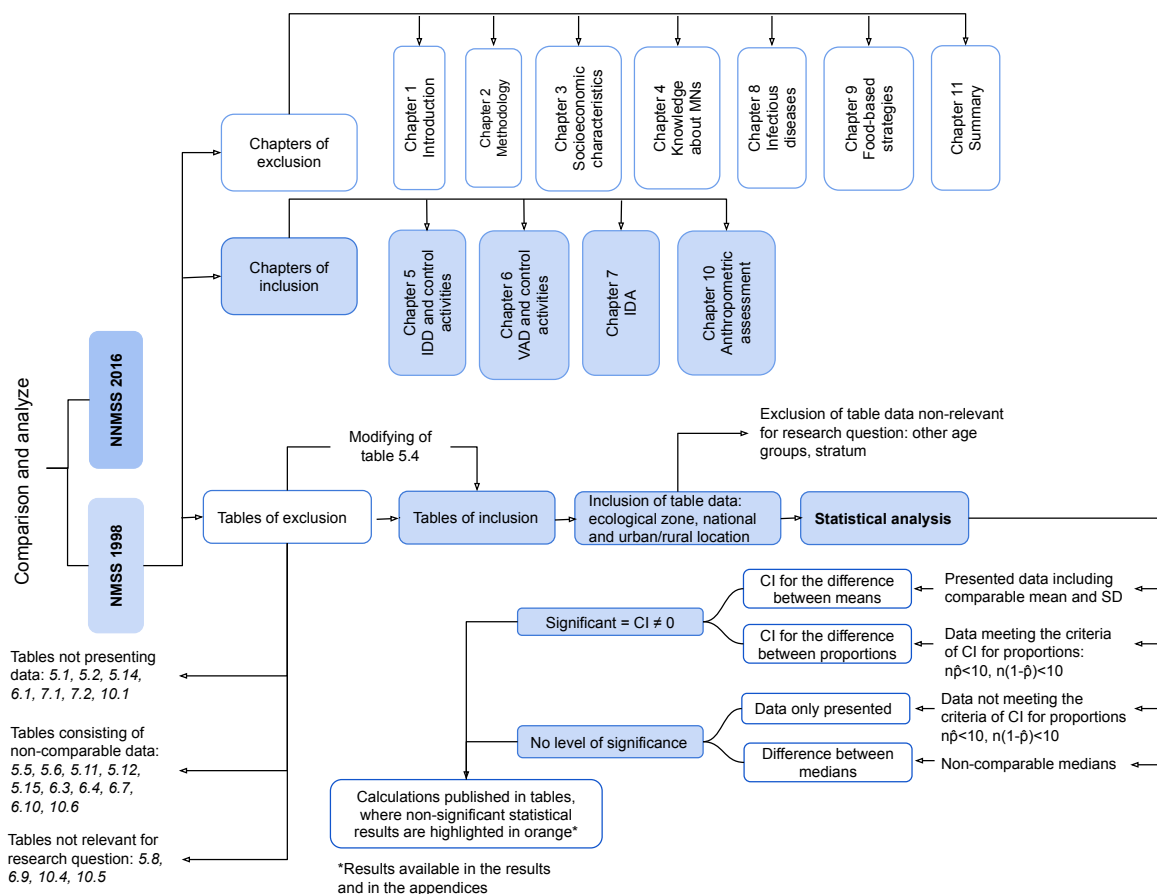 Chapter 1
Introduction
Chapter 2
Methodology
Chapter 3
Socioeconomic
characteristics
Chapter 4
Knowledge
about MNs
Chapter 8
Infectious
diseases
Chapter 9
Food-based
strategies
Chapter 11
Summary
Chapters of
exclusion
Chapters of
inclusion
Chapter 5
IDD and control
activities
Chapter 6
VAD and control
activities
Chapter 7
IDA
Chapter 10
Anthropometric
assessment
Comparison and analyze
NNMSS 2016
NMSS 1998
Modifying of
table 5.4
Exclusion of table data non-relevant
for research question: other age
groups, stratum
Tables of exclusion
Tables of inclusion
Inclusion of table data:
ecological zone, national
and urban/rural location
Statistical analysis
Tables not presenting
data: 5.1, 5.2, 5.14,
6.1, 7.1, 7.2, 10.1
Tables consisting of
non-comparable data:
5.5, 5.6, 5.11, 5.12,
5.15, 6.3, 6.4, 6.7,
6.10, 10.6
Tables not relevant for
research question: 5.8,
6.9, 10.4, 10.5
Significant = CI ≠ 0
CI for the difference
between means
Presented data including
comparable mean and SD
CI for the difference
between proportions
Data meeting the criteria
of CI for proportions:
np̂<10, n(1-p̂)<10
No level of significance
Data only presented
Data not meeting the
criteria of CI for proportions
np̂<10, n(1-p̂)<10
Difference between
medians
Non-comparable medians
Calculations published in tables,
where non-significant statistical
results are highlighted in orange*
*Results available in the results
and in the appendices